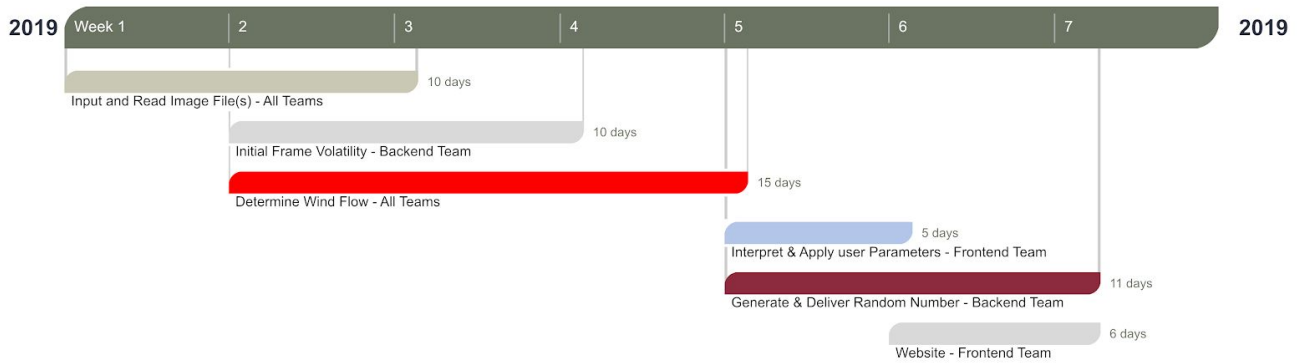 2019 Week 1 2 3 4 5 6 7 2019
10 days
Input and Read Image File(s) - All Teams
10 days
Initial Frame Volatility - Backend Team
15 days
Determine Wind Flow - All Teams
5 days
Interpret & Apply user Parameters - Frontend Team
11 days
Generate & Deliver Random Number - Backend Team
6 days
Website - Frontend Team